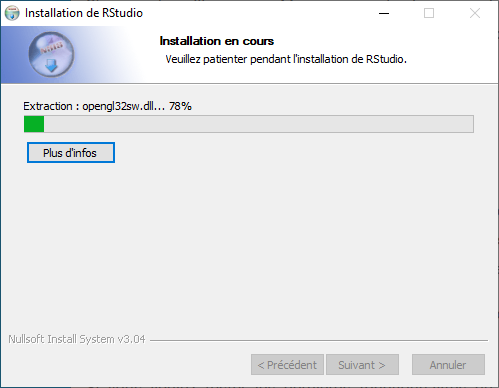 Installation de RStudio
Installation en cours
Veuillez patienter pendant l'installation de RStudio.
Extraction : opengl32sw.dll... 78%
Plus d'infos
Nullsoft Install System v3.04
< Précédent
Suivant >
Annuler